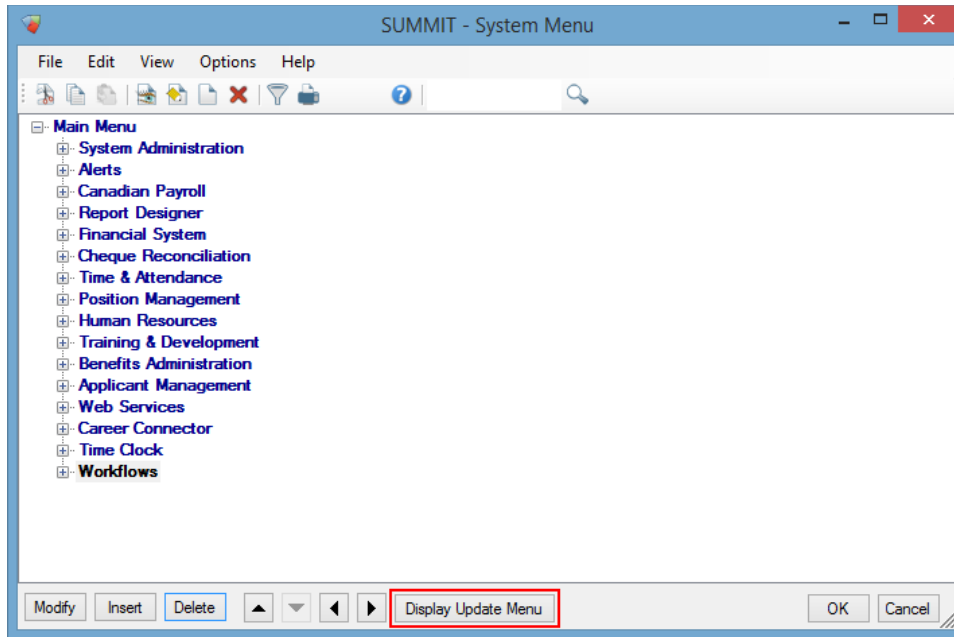 SUMMIT - System Menu
File Edit View Options Help
Main Menu
System Administration
Alerts
Canadian Payroll
Report Designer
Financial System
Cheque Reconciliation
Time & Attendance
Position Management
Human Resources
Training & Development
Benefits Administration
Applicant Management
Web Services
Career Connector
Time Clock
Workflows
Modify Insert Delete Display Update Menu OK Cancel